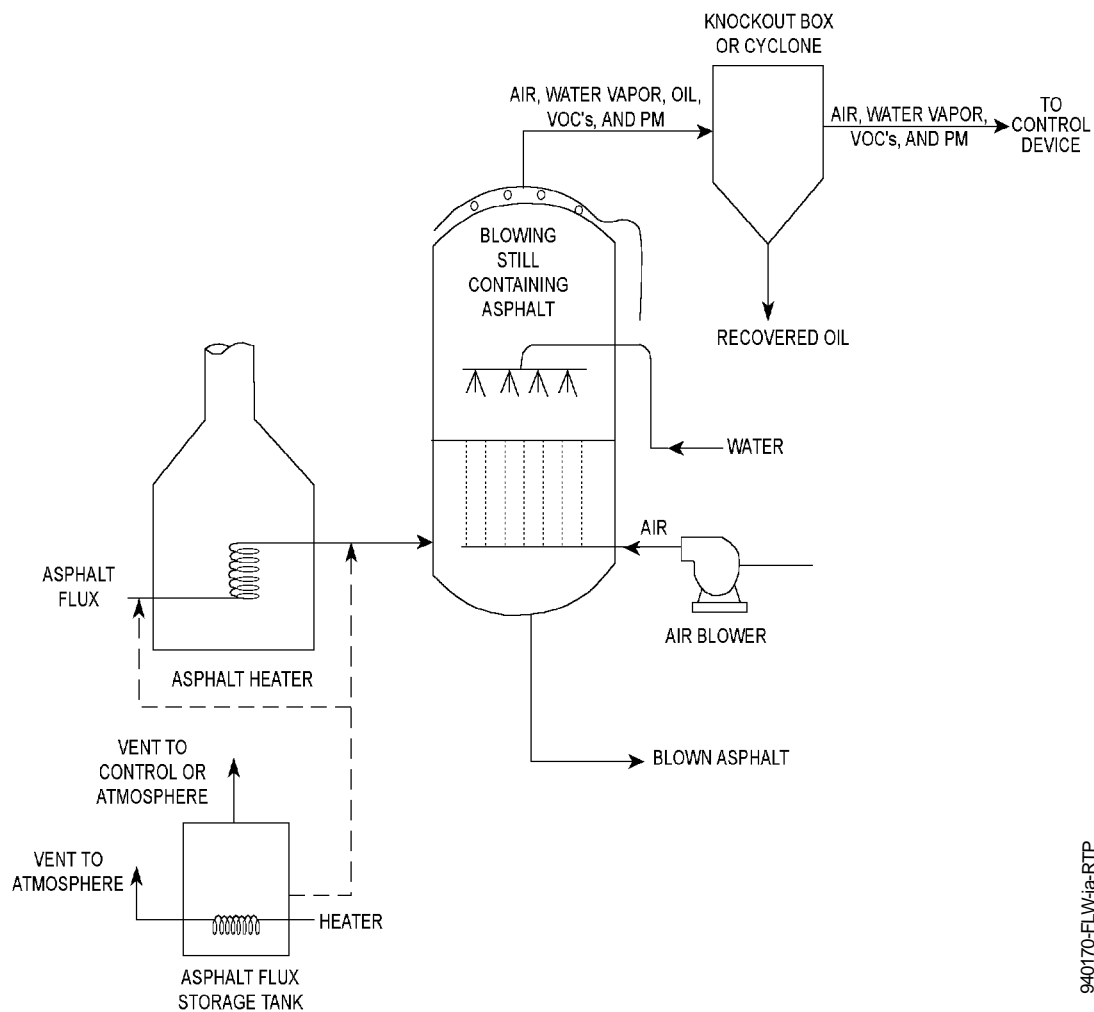 KNOCKOUT BOX
OR CYCLONE
AIR, WATER VAPOR, OIL,
VOC's, AND PM
AIR, WATER VAPOR,
VOC's, AND PM
TO
CONTROL
DEVICE
BLOWING
STILL
CONTAINING
ASPHALT
RECOVERED OIL
WATER
AIR
ASPHALT
FLUX
AIR BLOWER
ASPHALT HEATER
VENT TO
CONTROL OR
ATMOSPHERE
BLOWN ASPHALT
VENT TO
ATMOSPHERE
HEATER
ASPHALT FLUX
STORAGE TANK
940170-FLW-ia-RTP